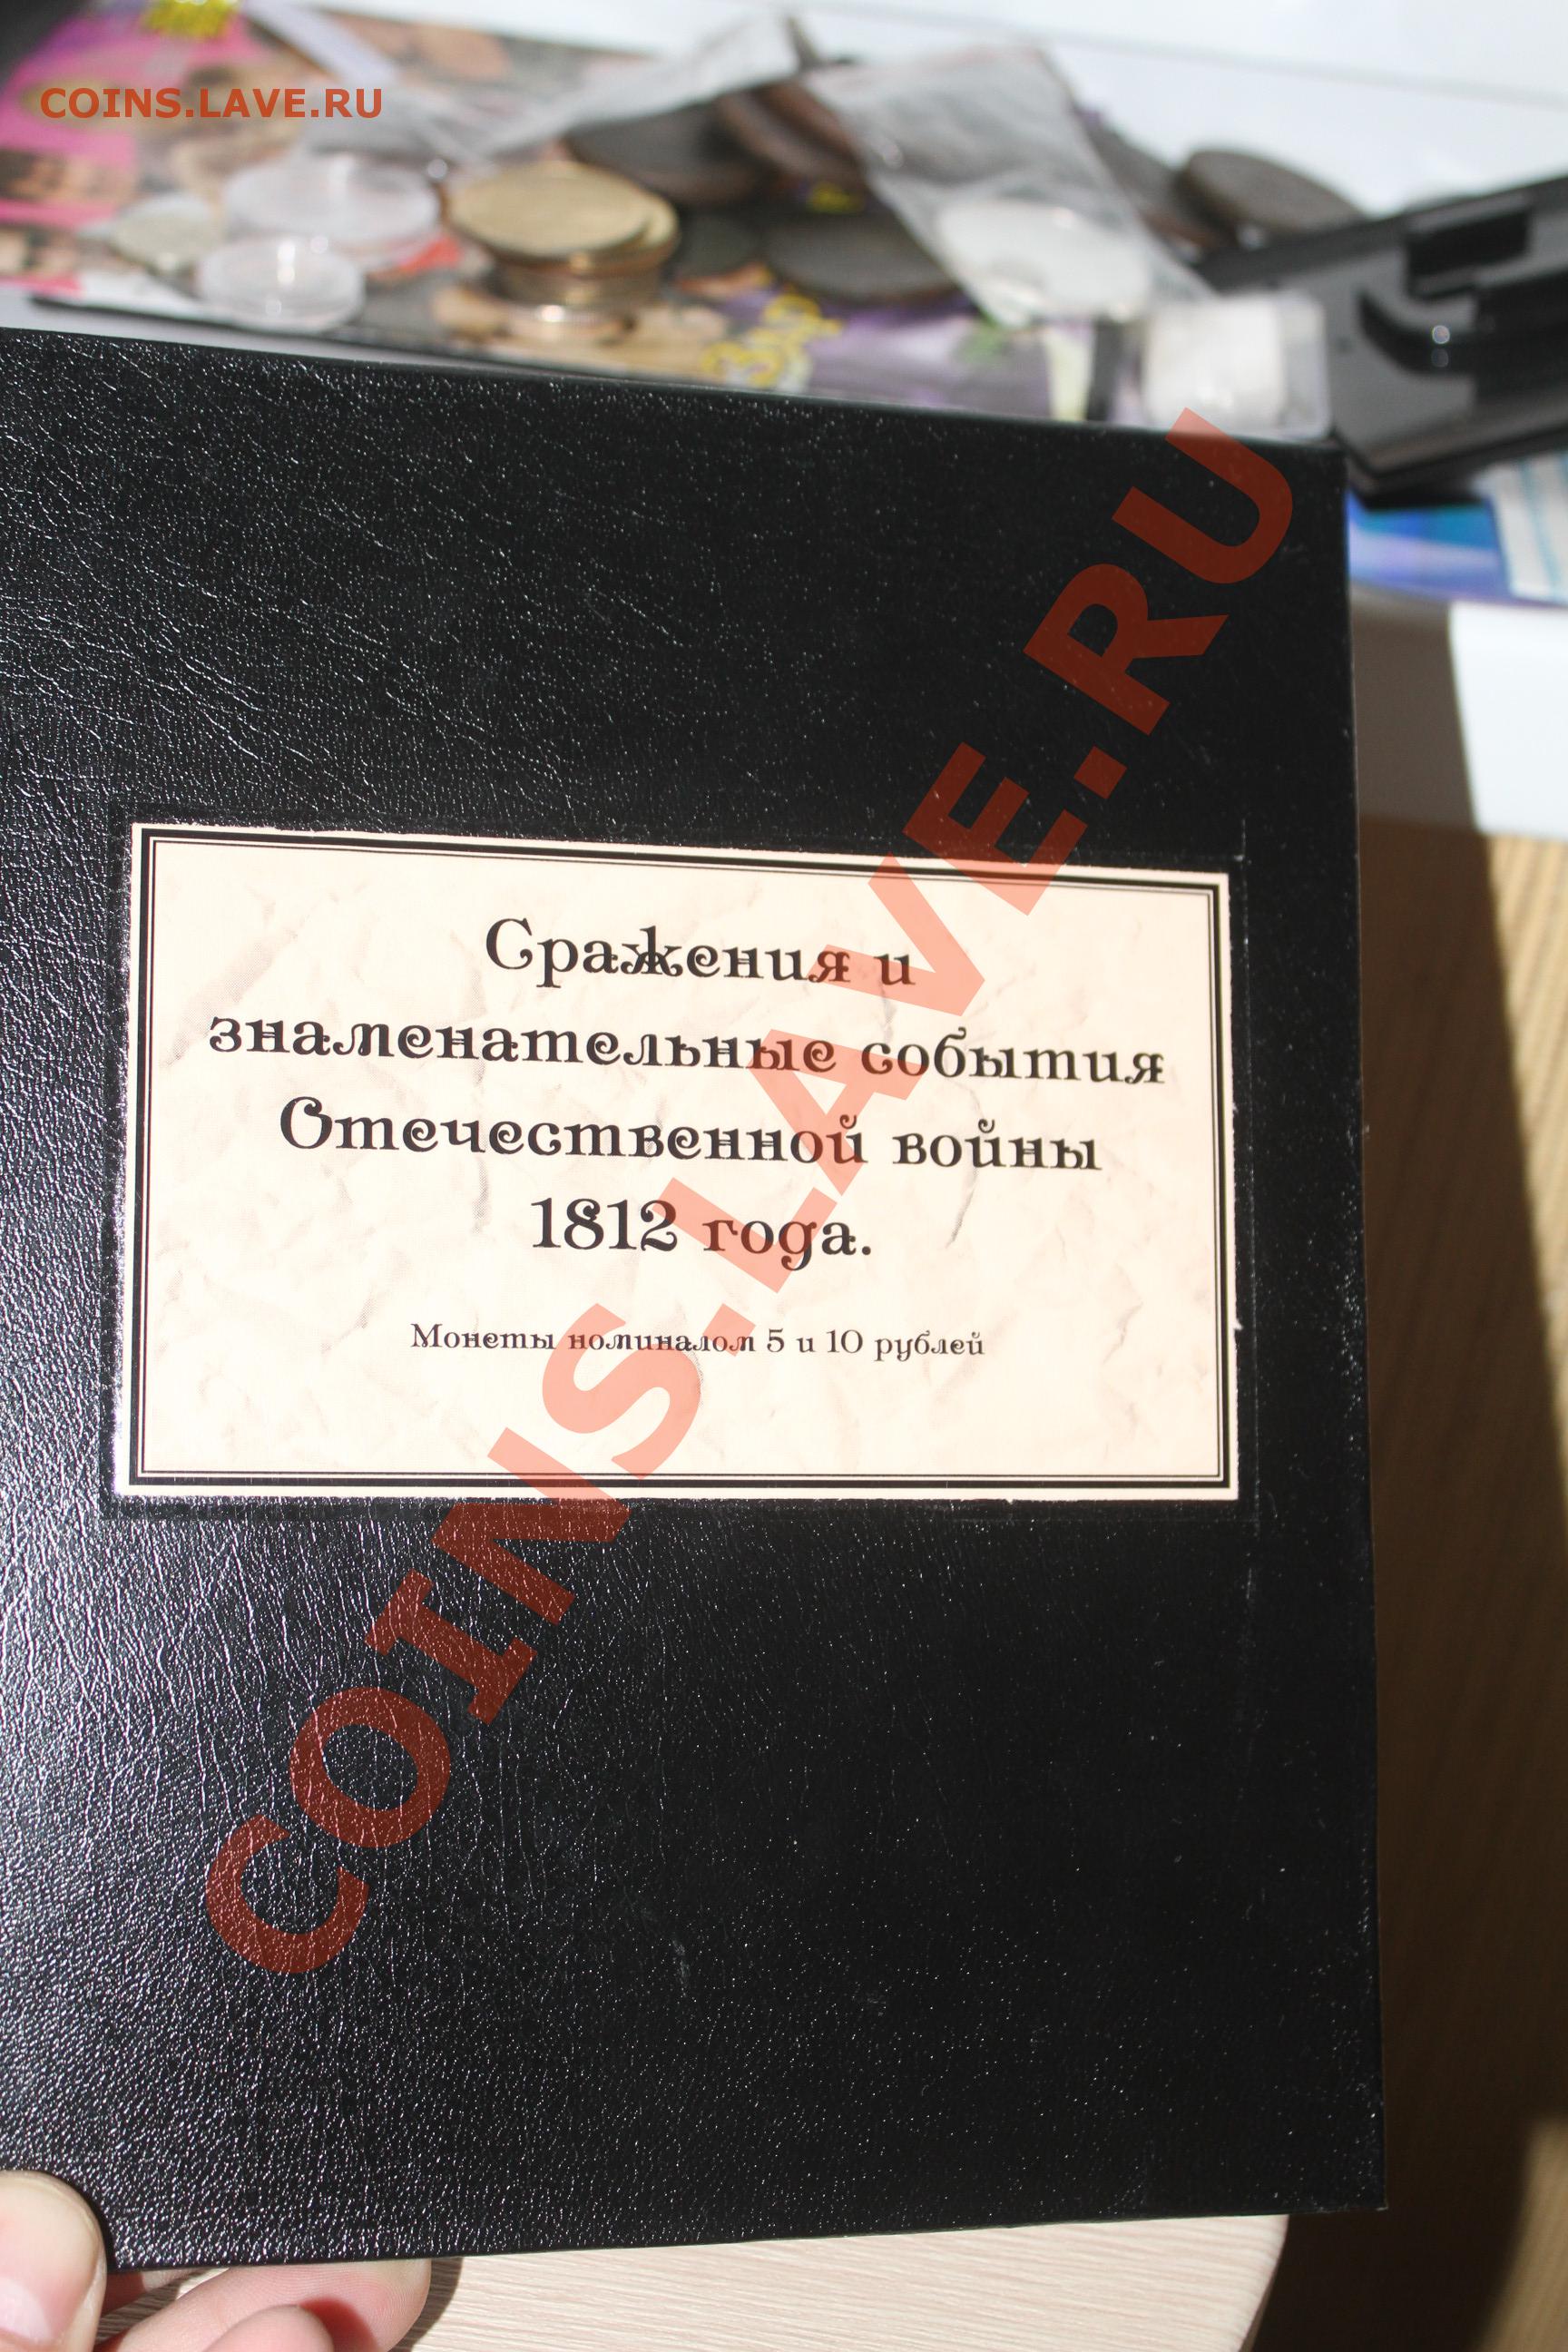 COINS.LAVE.RU
Сражения и
знаменательные события
Отечественной войны
1812 года.
Монеты номиналом 5 и 10 рублей
COINS.LAVE.RU